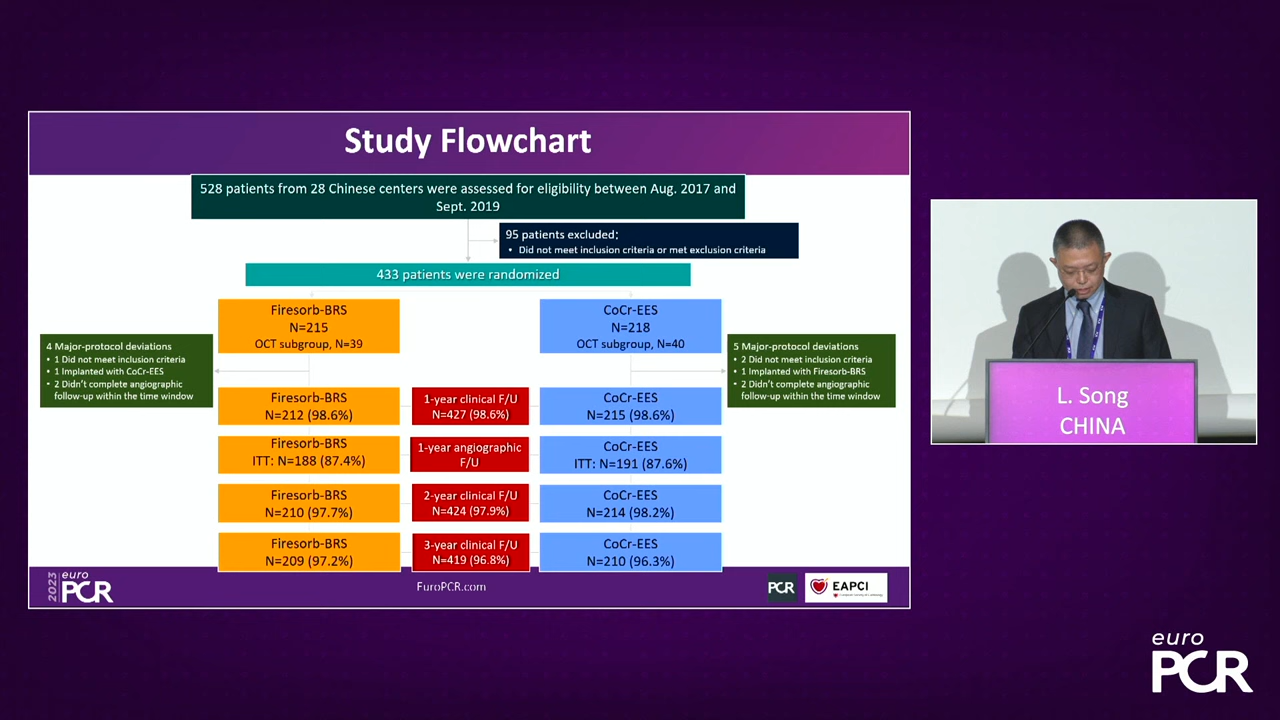 Study Flowchart
528 patients from 28 Chinese centers were assessed for eligibility between Aug. 2017 and
Sept. 2019
95 patients excluded:
• Did not meet inclusion criteria or met exclusion criteria
433 patients were randomized
Firesorb-BRS
N=215
OCT subgroup, N=39
CoCr-EES
N=218
OCT subgroup, N=40
4 Major-protocol deviations
• 1 Did not meet inclusion criteria
• 1 Implanted with CoCr-EES
• 2 Didn't complete angiographic
follow-up within the time window
5 Major-protocol deviations
• 2 Did not meet inclusion criteria
• 1 Implanted with Firesorb-BRS
• 2 Didn't complete angiographic
follow-up within the time window
Firesorb-BRS
N=212 (98.6%)
1-year clinical F/U
N=427 (98.6%)
CoCr-EES
N=215 (98.6%)
Firesorb-BRS
ITT: N=188 (87.4%)
1-year angiographic
F/U
CoCr-EES
ITT: N=191 (87.6%)
Firesorb-BRS
N=210 (97.7%)
2-year clinical F/U
N=424 (97.9%)
CoCr-EES
N=214 (98.2%)
Firesorb-BRS
N=209 (97.2%)
3-year clinical F/U
N=419 (96.8%)
CoCr-EES
N=210 (96.3%)
2023
euro
PCR
EuroPCR.com
PCR
EAPCI
L. Song
CHINA
euro
PCR